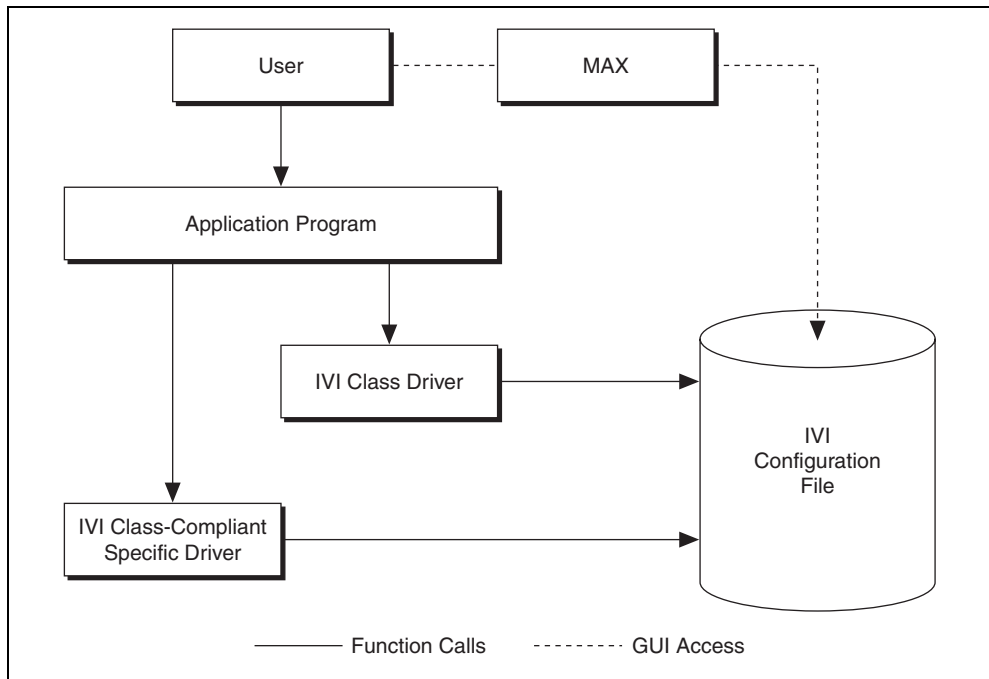 User
MAX
Application Program
IVI Class Driver
IVI
Configuration
File
IVI Class-Compliant
Specific Driver
Function Calls
GUI Access